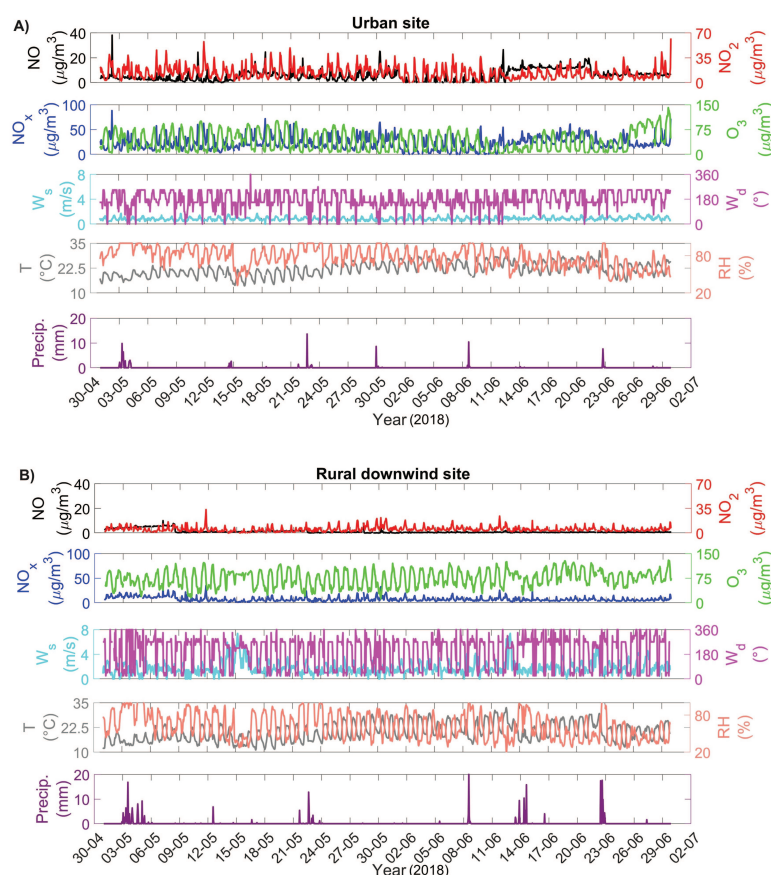 A)
Urban site
40
20
0
NO
(μg/m³)
70
35
0
NO₂
(μg/m³)
100
50
0
NOₓ
(μg/m³)
150
75
0
O₃
(μg/m³)
8
4
0
Wₛ
(m/s)
360
180
0
W_d
(°)
35
22.5
10
T
(°C)
80
60
20
RH
(%)
20
10
0
Precip.
(mm)
30-04 03-05 06-05 09-05 12-05 15-05 18-05 21-05 24-05 27-05 30-05 02-06 05-06 08-06 11-06 14-06 17-06 20-06 23-06 26-06 29-06 02-07
Year (2018)
B)
Rural downwind site
40
20
0
NO
(μg/m³)
70
35
0
NO₂
(μg/m³)
100
50
0
NOₓ
(μg/m³)
150
75
0
O₃
(μg/m³)
8
4
0
Wₛ
(m/s)
360
180
0
W_d
(°)
35
22.5
10
T
(°C)
80
60
20
RH
(%)
20
10
0
Precip.
(mm)
30-04 03-05 06-05 09-05 12-05 15-05 18-05 21-05 24-05 27-05 30-05 02-06 05-06 08-06 11-06 14-06 17-06 20-06 23-06 26-06 29-06 02-07
Year (2018)